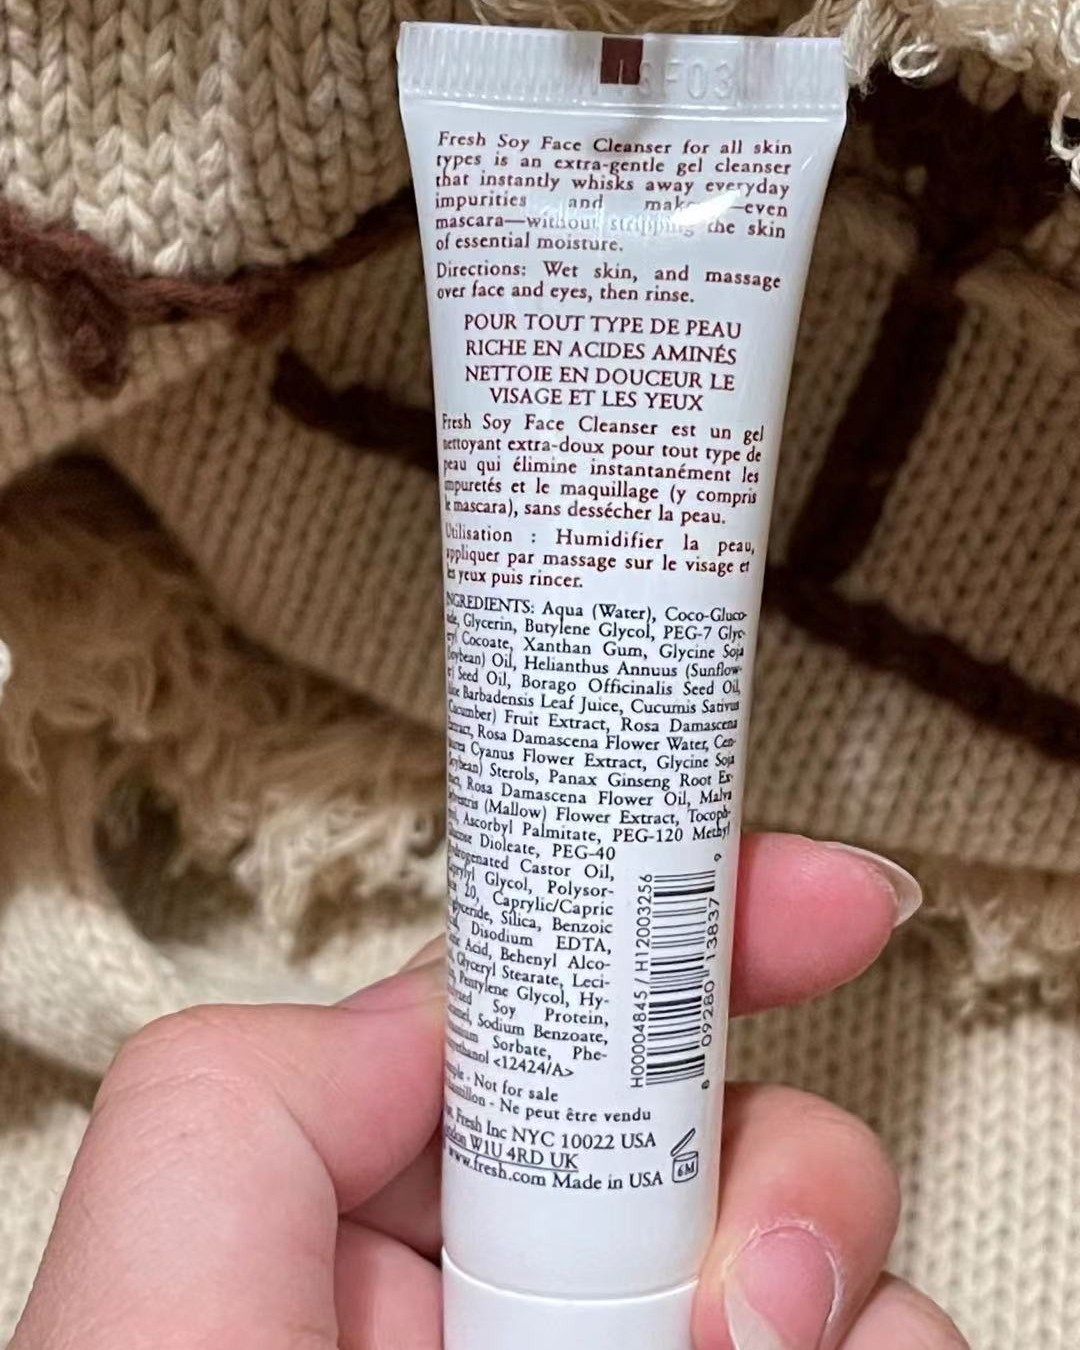 3F03
Fresh Soy Face Cleanser for all skin
types is an extra-gentle gel cleanser
that instantly whisks away everyday
impurities and —even
mascara—without stripping the skin
of essential moisture.
Directions: Wet skin, and massage
over face and eyes, then rinse.
POUR TOUT TYPE DE PEAU
RICHE EN ACIDES AMINÉS
NETTOIE EN DOUCEUR LE
VISAGE ET LES YEUX
Fresh Soy Face Cleanser est un gel
nettoyant extra-doux pour tout type de
peau qui élimine instantanément les
impuretés et le maquillage (y compris
le mascara), sans dessécher la peau.
Utilisation : Humidifier la peau,
appliquer par massage sur le visage et
les yeux puis rincer.
INGREDIENTS: Aqua (Water), Coco-Gluco-
Glycerin, Butylene Glycol, PEG-7 Glyc-
eryl Cocoate, Xanthan Gum, Glycine Soja
(Soybean) Oil, Helianthus Annuus (Sunflow-
er) Seed Oil, Borago Officinalis Seed Oil,
Aloe Barbadensis Leaf Juice, Cucumis Sativus
(Cucumber) Fruit Extract, Rosa Damascena
Extract, Rosa Damascena Flower Water, Cen-
taurea Cyanus Flower Extract, Glycine Soja
(Soybean) Sterols, Panax Ginseng Root Ex-
Rosa Damascena Flower Oil, Malva
Sylvestris (Mallow) Flower Extract, Tocoph-
Ascorbyl Palmitate, PEG-120 Methyl
Glucose Dioleate, PEG-40
Hydrogenated Castor Oil,
Caprylyl Glycol, Polysor-
20, Caprylic/Capric
Silica, Benzoic
Disodium EDTA,
Acid, Behenyl Alco-
Glyceryl Stearate, Leci-
Pentylene Glycol, Hy-
Soy Protein,
Sodium Benzoate,
Sorbate, Phe-
<12424/A>
Not for sale
- Ne peut être vendu
Fresh Inc NYC 10022 USA
W1U 4RD UK
www.fresh.com Made in USA
6M
H00004845 / H12003256
8 09280 13837 9